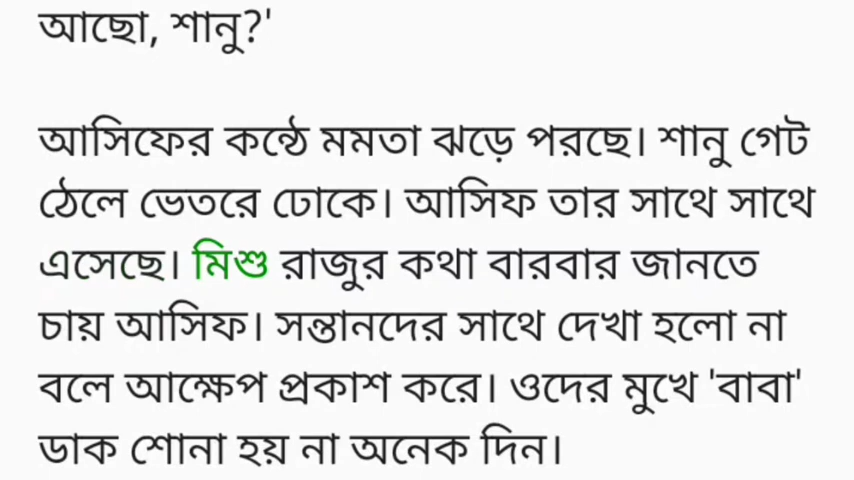 আছো, শানু?'
আসিফের কন্ঠে মমতা ঝড়ে পরছে। শানু গেট
ঠেলে ভেতরে ঢোকে। আসিফ তার সাথে সাথে
এসেছে। মিশু রাজুর কথা বারবার জানতে
চায় আসিফ। সন্তানদের সাথে দেখা হলো না
বলে আক্ষেপ প্রকাশ করে। ওদের মুখে 'বাবা'
ডাক শোনা হয় না অনেক দিন।